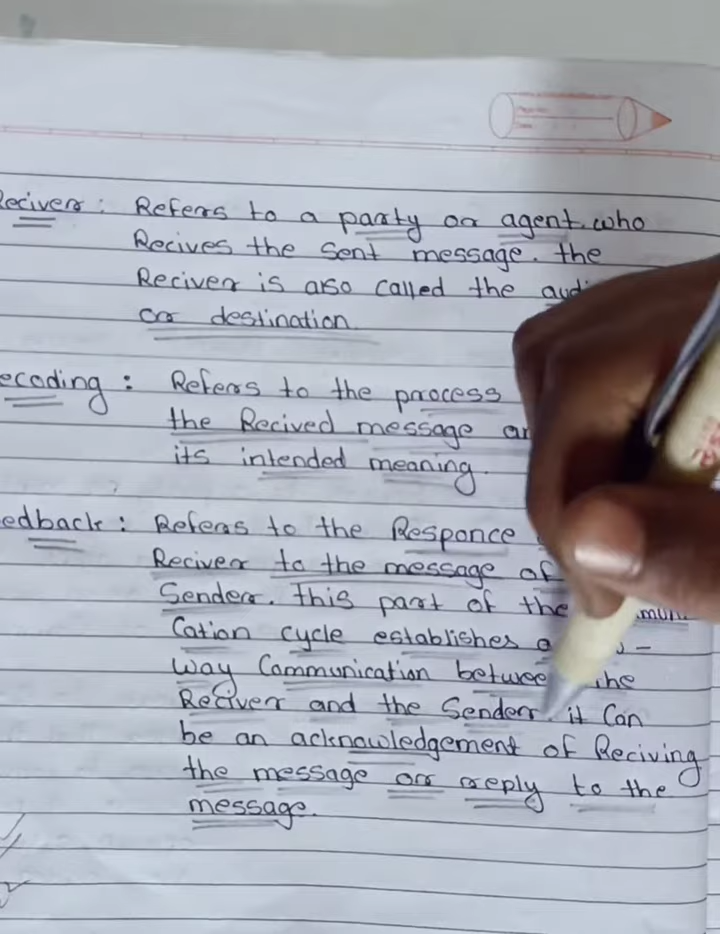 Reciver : Refers to a party or agent. who
Recives the sent message. the
Reciver is also called the
or destination.
ecoding : Refers to the process
the Recived message
its intended meaning.
edback : Refers to the Responce
Reciver to the message of
Sender. this part of the
Cation cycle establishes
way Communication between the
Reciver and the Sender. it Can
be an acknowledgement of Reciving
the message or reply to the
message.